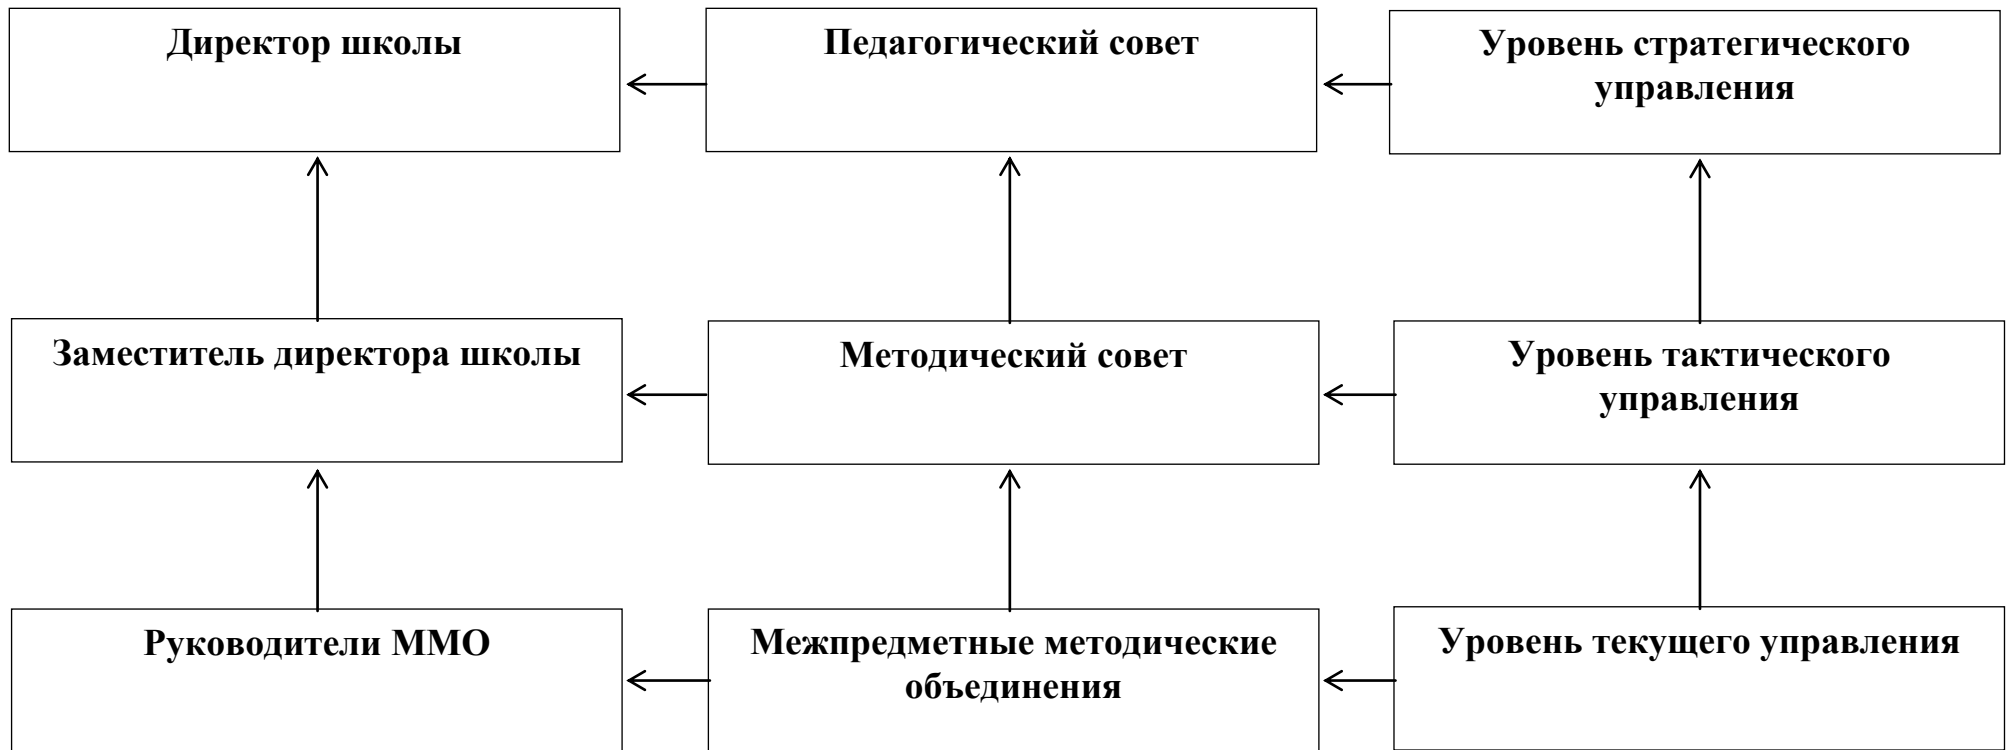 Директор школы
Педагогический совет
Уровень стратегического
управления
Заместитель директора школы
Методический совет
Уровень тактического
управления
Руководители ММО
Межпредметные методические
объединения
Уровень текущего управления